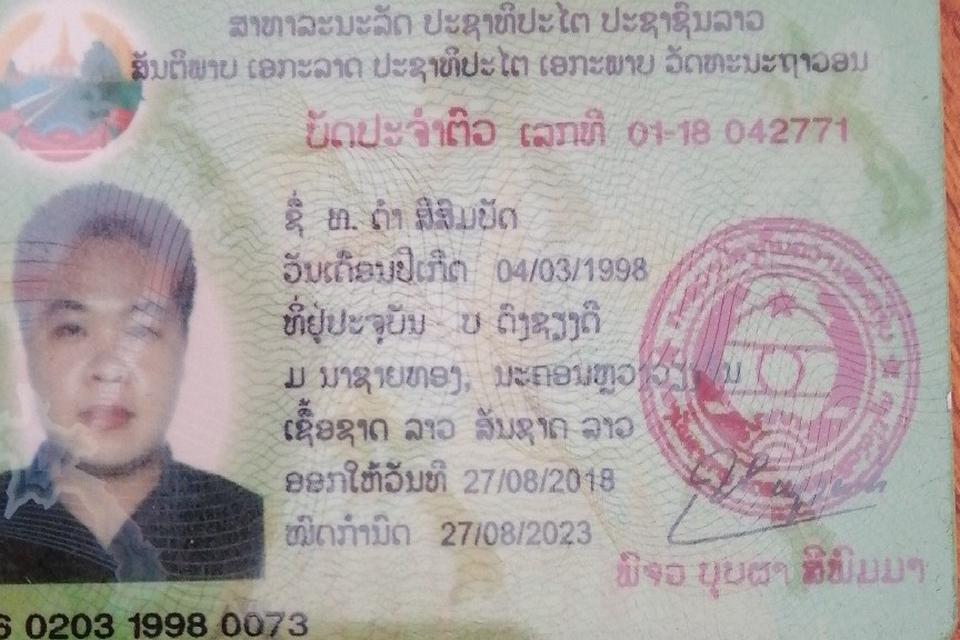 ສາທາລະນະລັດ ປະຊາທິປະໄຕ ປະຊາຊົນລາວ
ສັນຕິພາບ ເອກະລາດ ປະຊາທິປະໄຕ ເອກະພາບ ວັດທະນະຖາວອນ
ບັດປະຈຳຕົວ ເລກທີ 01-18 042771
ຊື່ ທ. ດຳ ສີສົມບັດ
ວັນເດືອນປີເກີດ 04/03/1998
ທີ່ຢູ່ປະຈຸບັນ ບ ດົງຊຽງດີ
ມ ນາຊາຍທອງ, ນະຄອນຫຼວງວຽງ
ເຊື້ອຊາດ ລາວ ສັນຊາດ ລາວ
ອອກໃຫ້ວັນທີ 27/08/2018
ໝົດກຳນົດ 27/08/2023
ພິຈອ ບຸບຜາ ສີພິມມາ
6 0203 1998 0073